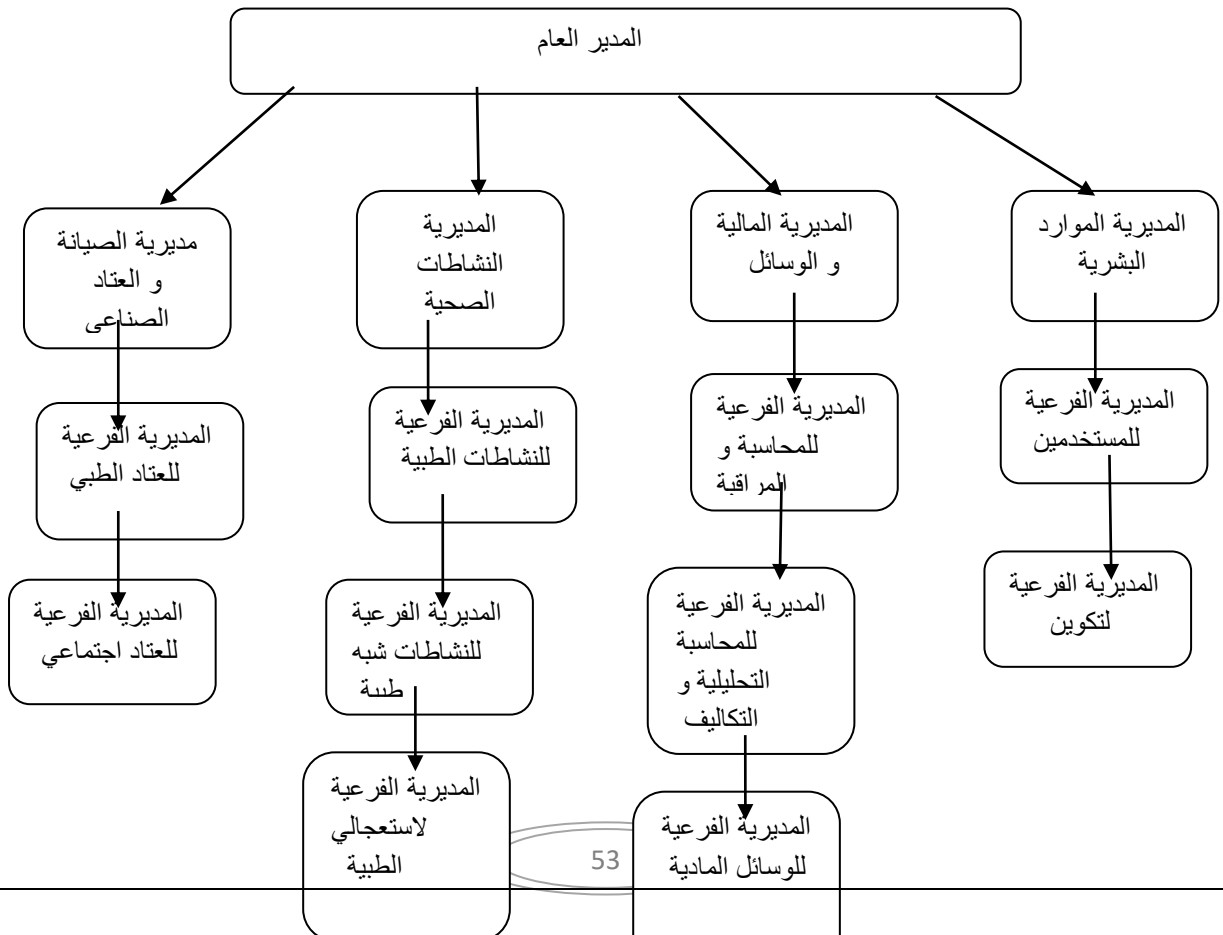 المدير العام
المديرية الموارد
البشرية
المديرية المالية
و الوسائل
المديرية
النشاطات
الصحية
مديرية الصيانة
و العتاد
الصناعي
المديرية الفرعية
للمستخدمين
المديرية الفرعية
للمحاسبة و
المراقبة
المديرية الفرعية
للنشاطات الطبية
المديرية الفرعية
للعتاد الطبي
المديرية الفرعية
لتكوين
المديرية الفرعية
للمحاسبة
التحليلية و
التكاليف
المديرية الفرعية
للنشاطات شبه
طبية
المديرية الفرعية
للعتاد اجتماعي
المديرية الفرعية
للوسائل المادية
المديرية الفرعية
لاستعجالي
الطبية
53